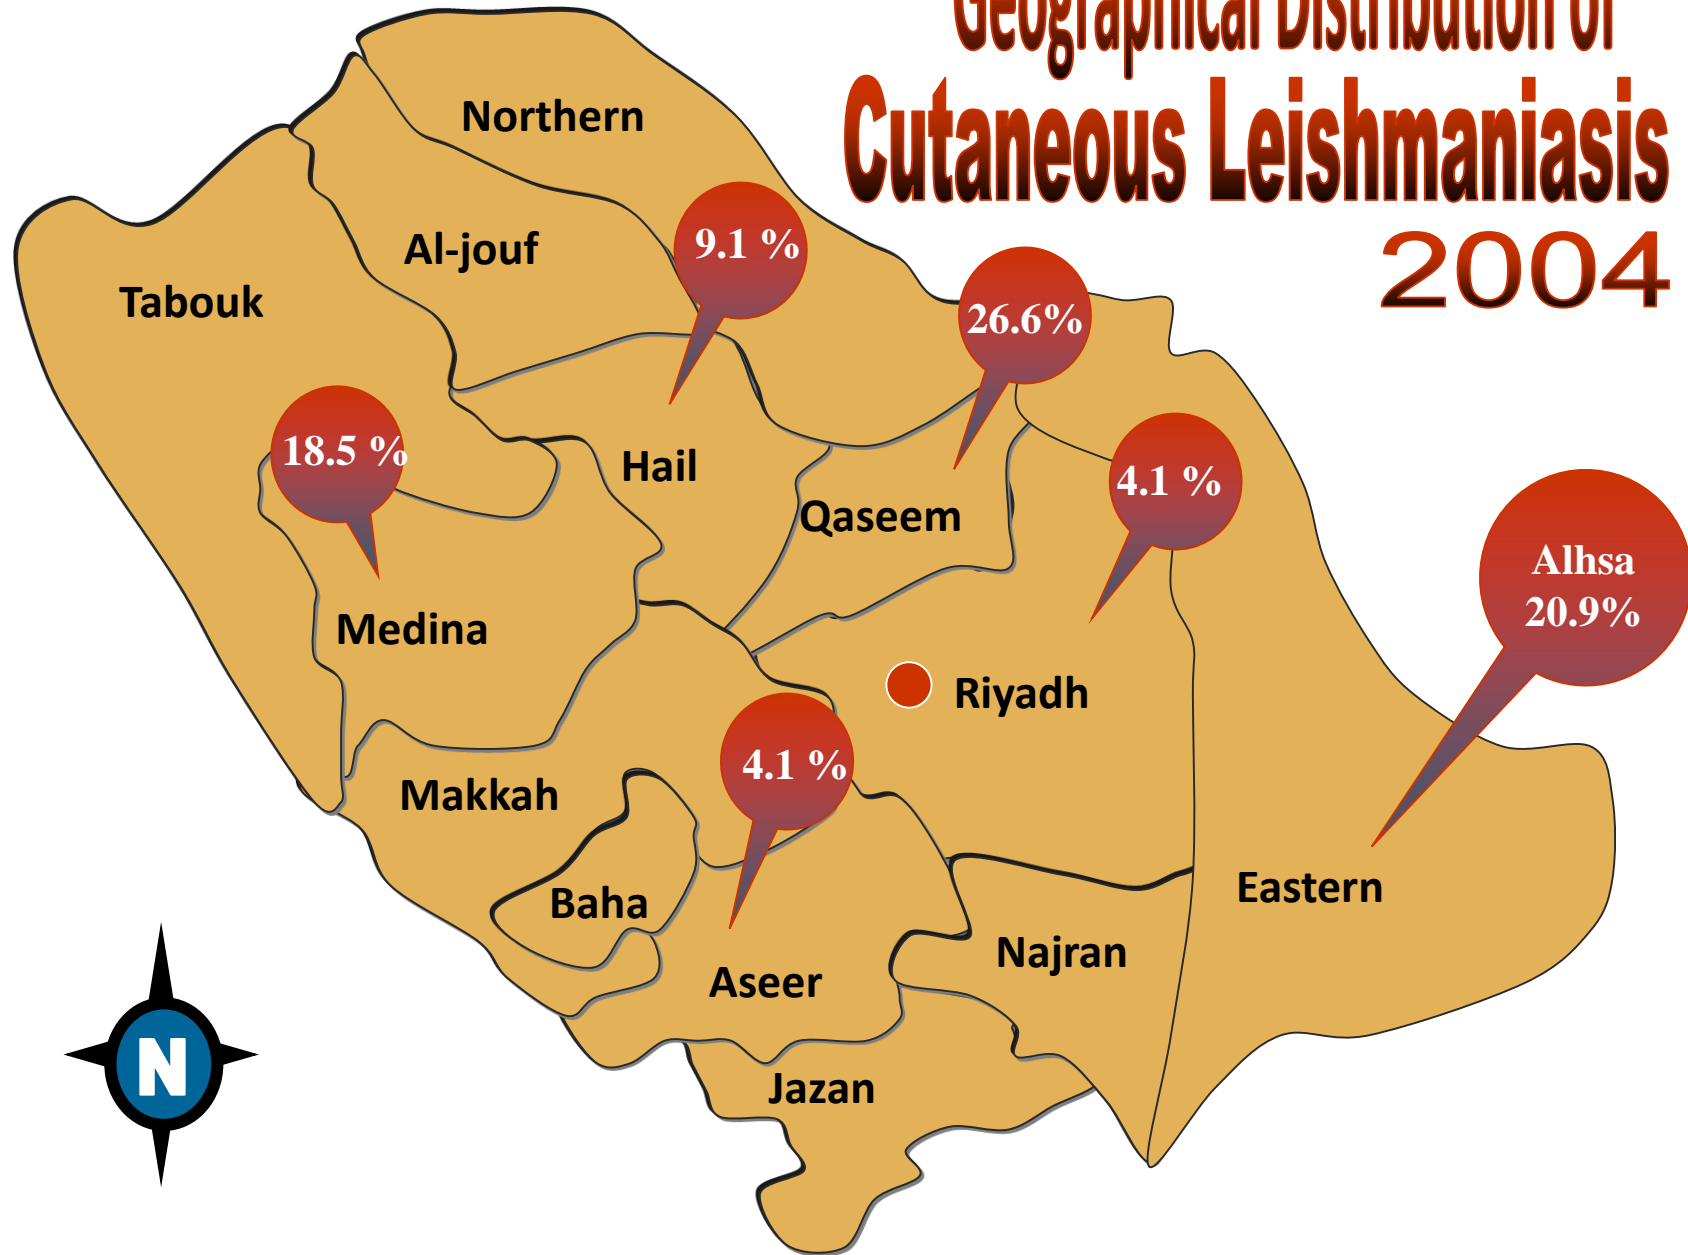 Geographical Distribution of
Cutaneous Leishmaniasis
2004
Northern
Al-jouf
9.1 %
Tabouk
26.6%
18.5 %
Hail
4.1 %
Qaseem
Alhsa
20.9%
Medina
Riyadh
4.1 %
Makkah
Eastern
Baha
Najran
Aseer
N
Jazan